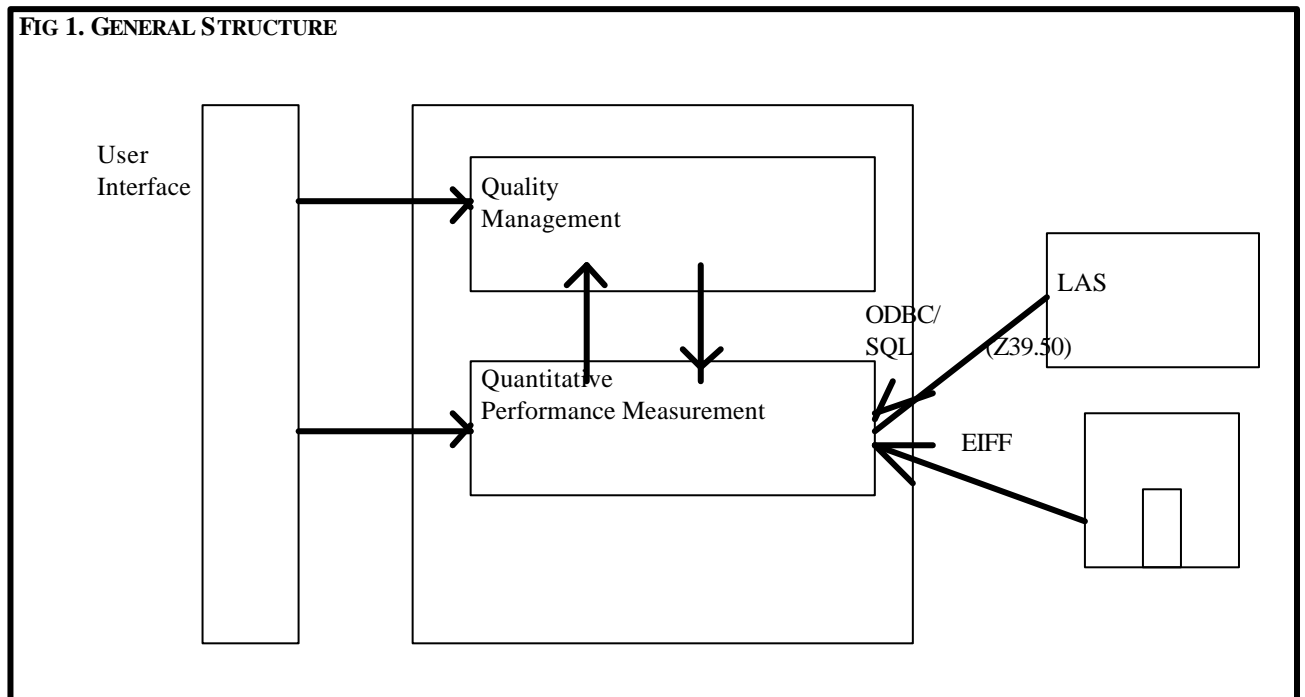 FIG 1. GENERAL STRUCTURE
User
Interface
Quality
Management
LAS
ODBC/
SQL (Z39.50)
Quantitative
Performance Measurement
EIFF